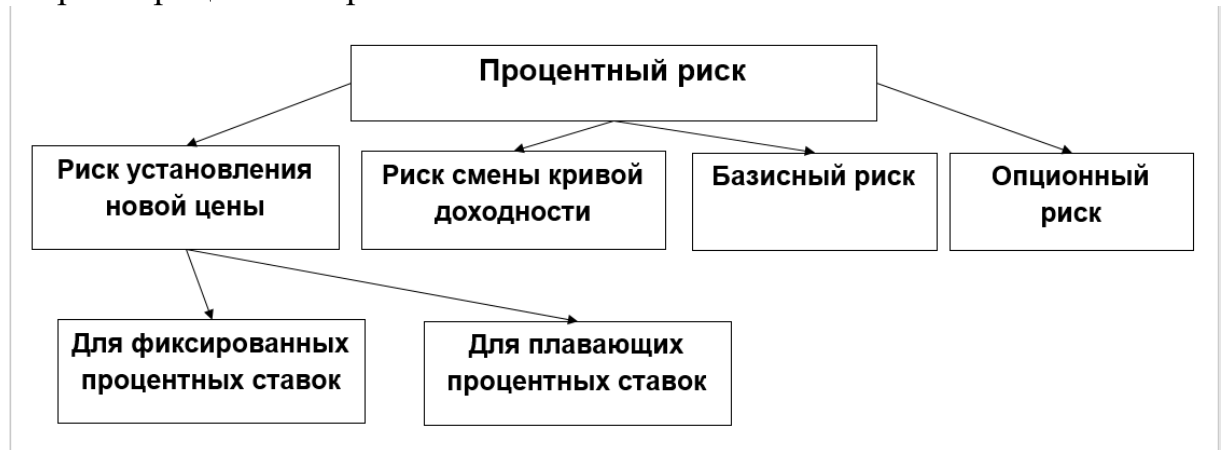 Процентный риск
Риск установления
новой цены
Риск смены кривой
доходности
Базисный риск
Опционный
риск
Для фиксированных
процентных ставок
Для плавающих
процентных ставок